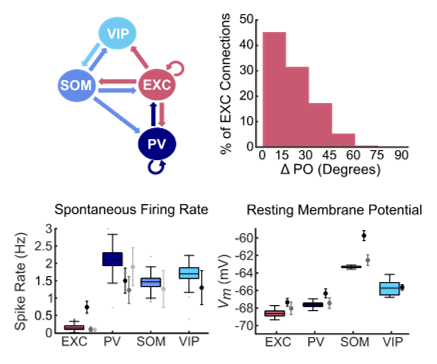 VIP
SOM
EXC
PV
% of EXC Connections
50
40
30
20
10
0
0 15 30 45 60 75 90
Δ PO (Degrees)
Spontaneous Firing Rate
Spike Rate (Hz)
3
2.5
2
1.5
1
0.5
0
EXC PV SOM VIP
Resting Membrane Potential
Vm (mV)
-60
-62
-64
-66
-68
-70
EXC PV SOM VIP